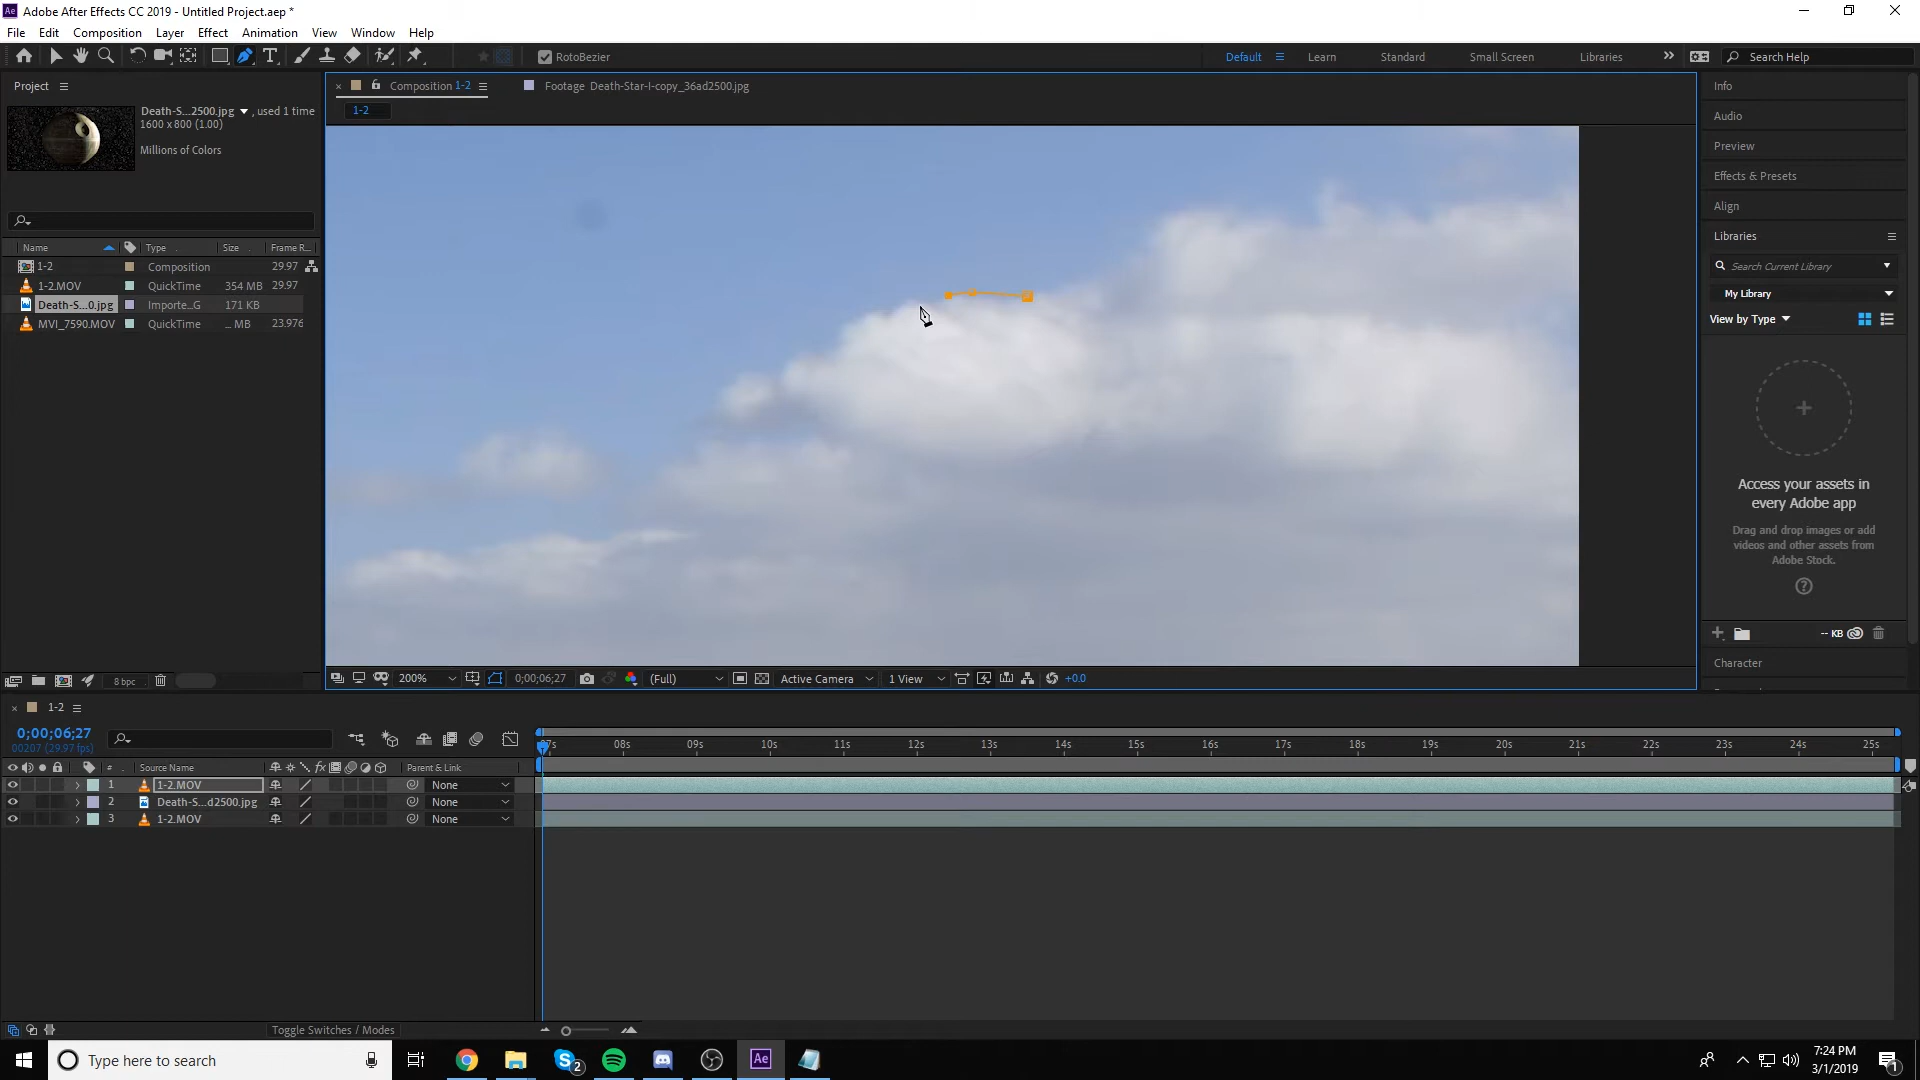 Adobe After Effects CC 2019 - Untitled Project.aep *
File Edit Composition Layer Effect Animation View Window Help
RotoBezier
Default Learn Standard Small Screen Libraries Search Help
Project
Death-S...2500.jpg , used 1 time
1600 x 800 (1.00)
Millions of Colors
Name Type Size Frame R...
1-2 Composition 29.97
1-2.MOV QuickTime 354 MB 29.97
Death-S...0.jpg Importe...G 171 KB
MVI_7590.MOV QuickTime ... MB 23.976
8 bpc
Composition 1-2 Footage Death-Star-I-copy_36ad2500.jpg
1-2
200% 0;00;06;27 (Full) Active Camera 1 View +0.0
Info
Audio
Preview
Effects & Presets
Align
Libraries
Search Current Library
My Library
View by Type
Access your assets in
every Adobe app
Drag and drop images or add
videos and other assets from
Adobe Stock.
-- KB
Character
1-2
0;00;06;27
00207 (29.97 fps)
# Source Name fx Parent & Link
1 1-2.MOV None
2 Death-S...d2500.jpg None
3 1-2.MOV None
07s 08s 09s 10s 11s 12s 13s 14s 15s 16s 17s 18s 19s 20s 21s 22s 23s 24s 25s
Toggle Switches / Modes
Type here to search
2
Ae
7:24 PM
3/1/2019
1